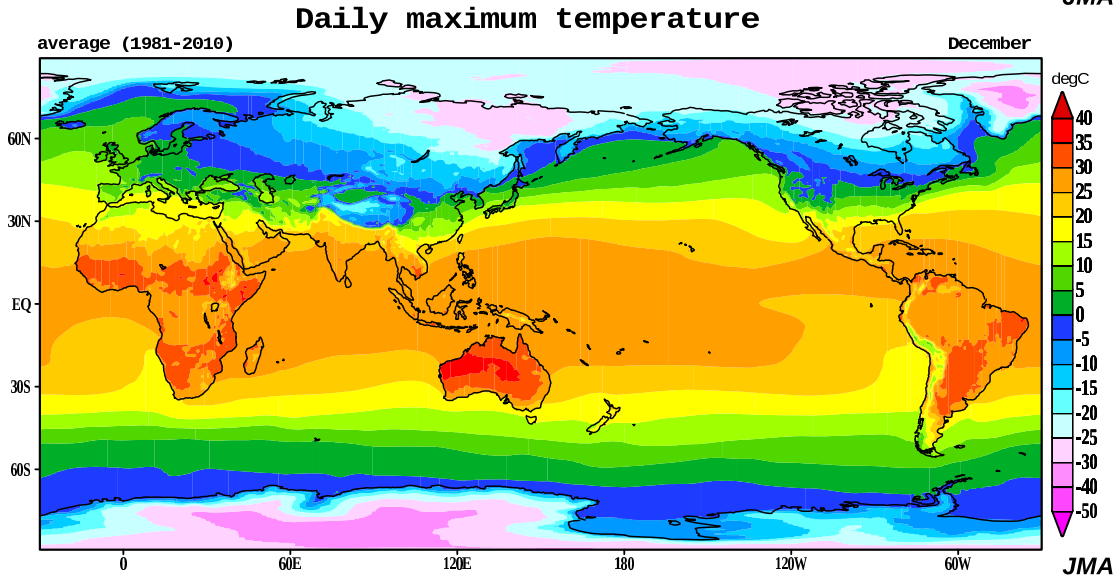 JMA
Daily maximum temperature
average (1981-2010)
December
degC
40
35
30
25
20
15
10
5
0
-5
-10
-15
-20
-25
-30
-40
-50
60N
30N
EQ
30S
60S
0
60E
120E
180
120W
60W
JMA